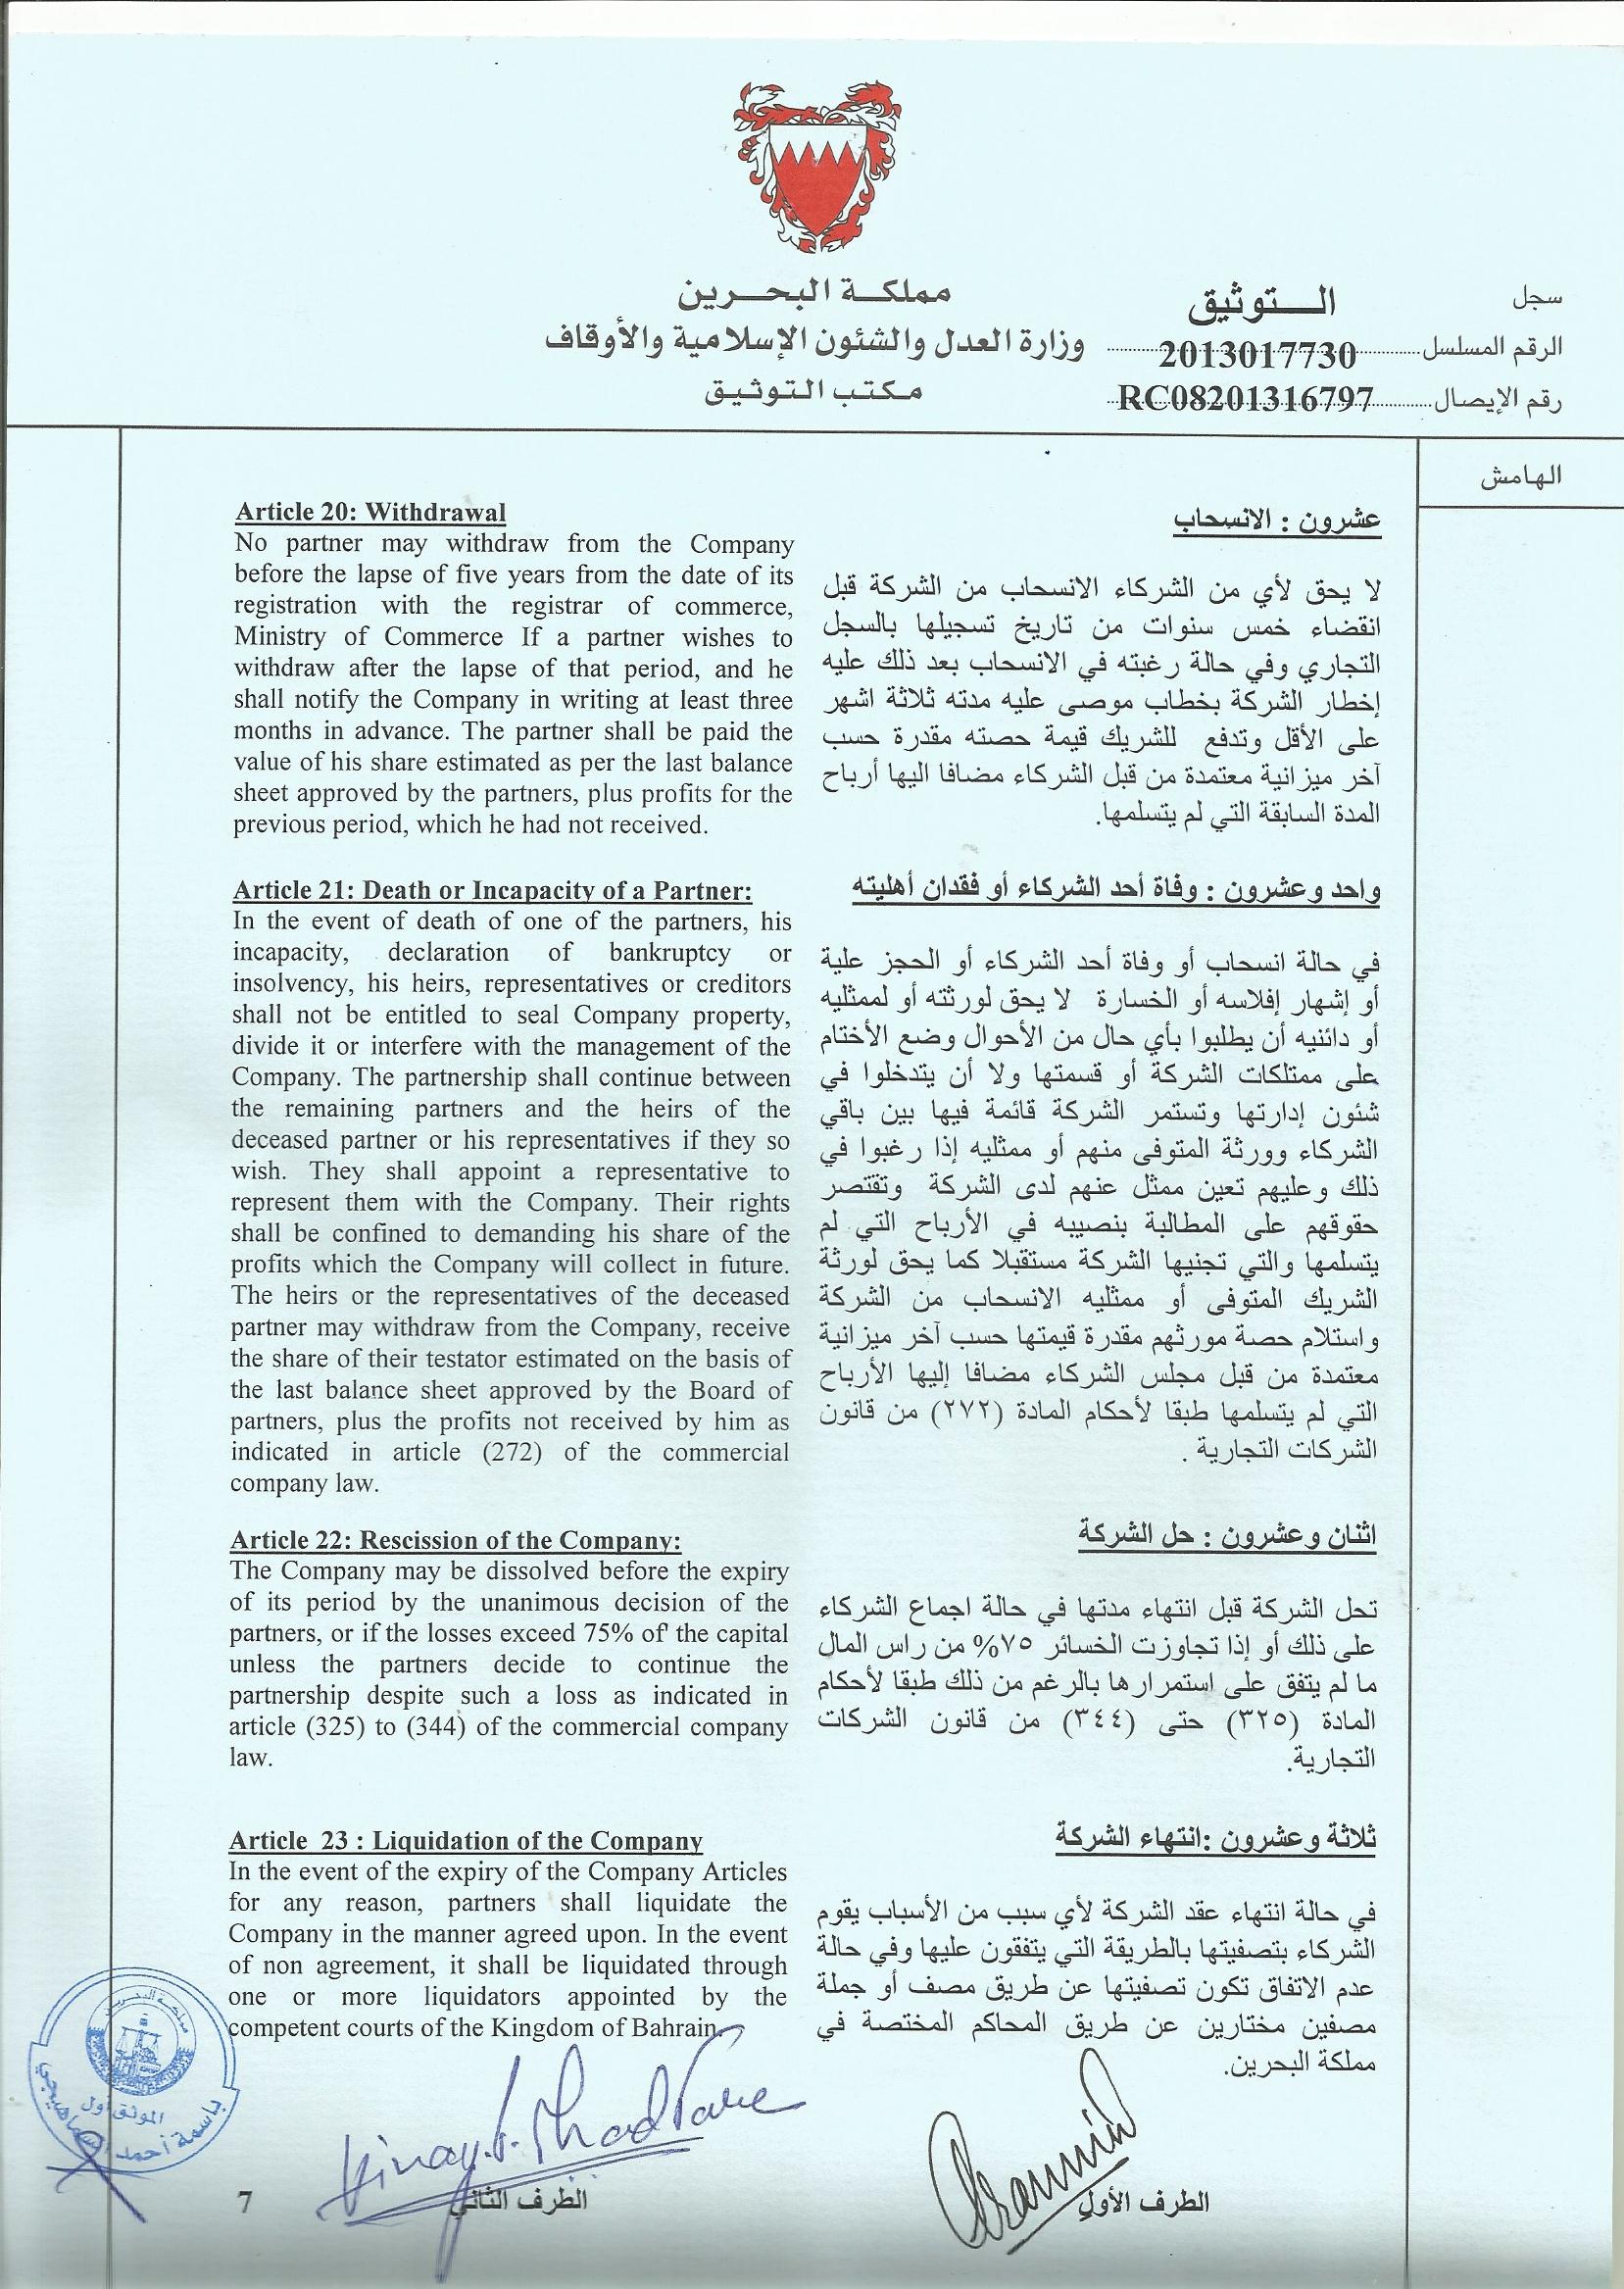 مملكة البحرين
وزارة العدل والشئون الإسلامية والأوقاف
مكتب التوثيق
سجل التوثيق
الرقم المسلسل 2013017730
رقم الإيصال RC08201316797
الهامش
Article 20: Withdrawal
No partner may withdraw from the Company
before the lapse of five years from the date of its
registration with the registrar of commerce,
Ministry of Commerce If a partner wishes to
withdraw after the lapse of that period, and he
shall notify the Company in writing at least three
months in advance. The partner shall be paid the
value of his share estimated as per the last balance
sheet approved by the partners, plus profits for the
previous period, which he had not received.
عشرون : الانسحاب
لا يحق لأي من الشركاء الانسحاب من الشركة قبل
انقضاء خمس سنوات من تاريخ تسجيلها بالسجل
التجاري وفي حالة رغبته في الانسحاب بعد ذلك عليه
إخطار الشركة بخطاب موصى عليه مدته ثلاثة اشهر
على الأقل وتدفع للشريك قيمة حصته مقدرة حسب
آخر ميزانية معتمدة من قبل الشركاء مضافا اليها أرباح
المدة السابقة التي لم يتسلمها.
Article 21: Death or Incapacity of a Partner:
In the event of death of one of the partners, his
incapacity, declaration of bankruptcy or
insolvency, his heirs, representatives or creditors
shall not be entitled to seal Company property,
divide it or interfere with the management of the
Company. The partnership shall continue between
the remaining partners and the heirs of the
deceased partner or his representatives if they so
wish. They shall appoint a representative to
represent them with the Company. Their rights
shall be confined to demanding his share of the
profits which the Company will collect in future.
The heirs or the representatives of the deceased
partner may withdraw from the Company, receive
the share of their testator estimated on the basis of
the last balance sheet approved by the Board of
partners, plus the profits not received by him as
indicated in article (272) of the commercial
company law.
واحد وعشرون : وفاة أحد الشركاء أو فقدان أهليته
في حالة انسحاب أو وفاة أحد الشركاء أو الحجز علية
أو إشهار إفلاسه أو الخسارة لا يحق لورثته أو لممثليه
أو دائنيه أن يطلبوا بأي حال من الأحوال وضع الأختام
على ممتلكات الشركة أو قسمتها ولا أن يتدخلوا في
شئون إدارتها وتستمر الشركة قائمة فيها بين باقي
الشركاء وورثة المتوفى منهم أو ممثليه إذا رغبوا في
ذلك وعليهم تعين ممثل عنهم لدى الشركة وتقتصر
حقوقهم على المطالبة بنصيبه في الأرباح التي لم
يتسلمها والتي تجنيها الشركة مستقبلا كما يحق لورثة
الشريك المتوفى أو ممثليه الانسحاب من الشركة
واستلام حصة مورثهم مقدرة قيمتها حسب آخر ميزانية
معتمدة من قبل مجلس الشركاء مضافا إليها الأرباح
التي لم يتسلمها طبقا لأحكام المادة (٢٧٢) من قانون
الشركات التجارية .
Article 22: Rescission of the Company:
The Company may be dissolved before the expiry
of its period by the unanimous decision of the
partners, or if the losses exceed 75% of the capital
unless the partners decide to continue the
partnership despite such a loss as indicated in
article (325) to (344) of the commercial company
law.
اثنان وعشرون : حل الشركة
تحل الشركة قبل انتهاء مدتها في حالة اجماع الشركاء
على ذلك أو إذا تجاوزت الخسائر ٧٥% من راس المال
ما لم يتفق على استمرارها بالرغم من ذلك طبقا لأحكام
المادة (٣٢٥) حتى (٣٤٤) من قانون الشركات
التجارية.
Article 23 : Liquidation of the Company
In the event of the expiry of the Company Articles
for any reason, partners shall liquidate the
Company in the manner agreed upon. In the event
of non agreement, it shall be liquidated through
one or more liquidators appointed by the
competent courts of the Kingdom of Bahrain.
ثلاثة وعشرون :انتهاء الشركة
في حالة انتهاء عقد الشركة لأي سبب من الأسباب يقوم
الشركاء بتصفيتها بالطريقة التي يتفقون عليها وفي حالة
عدم الاتفاق تكون تصفيتها عن طريق مصف أو جملة
مصفين مختارين عن طريق المحاكم المختصة في
مملكة البحرين.
مملكة البحرين
الموثق أول
باسمة أحمد السماهيجي
7
الطرف الثاني
الطرف الأول